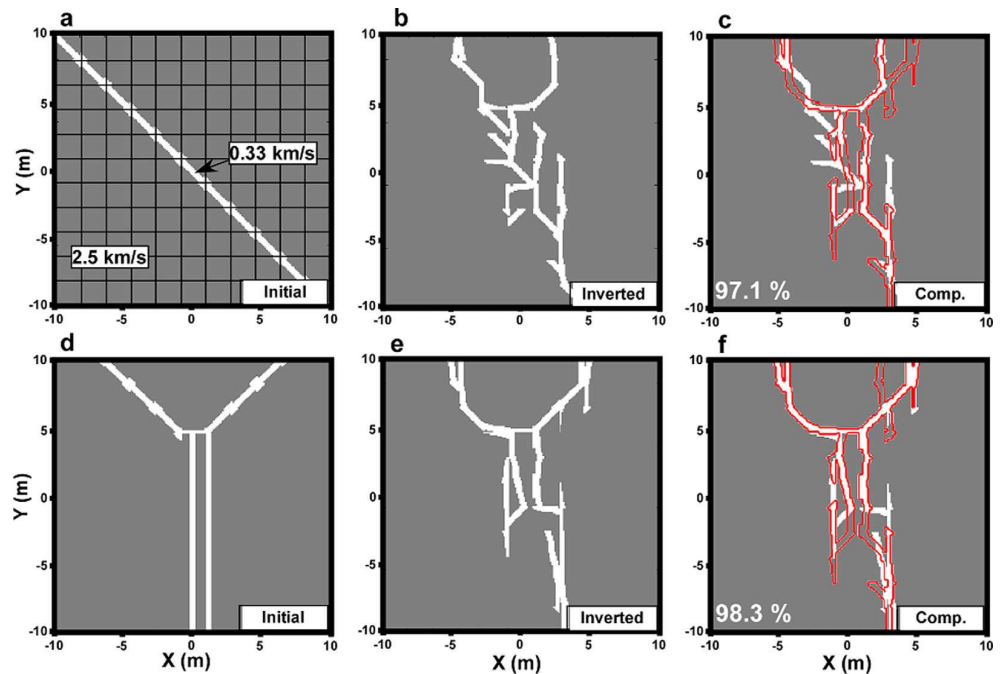 a b c
10 10 10
5 5 5
0.33 km/s
Y (m) 0 0 0
-5 -5 -5
2.5 km/s
Initial Inverted 97.1 % Comp.
-10 -10 -10
-10 -5 0 5 10 -10 -5 0 5 10 -10 -5 0 5 10
d e f
10 10 10
5 5 5
Y (m) 0 0 0
-5 -5 -5
Initial Inverted 98.3 % Comp.
-10 -10 -10
-10 -5 0 5 10 -10 -5 0 5 10 -10 -5 0 5 10
X (m) X (m) X (m)